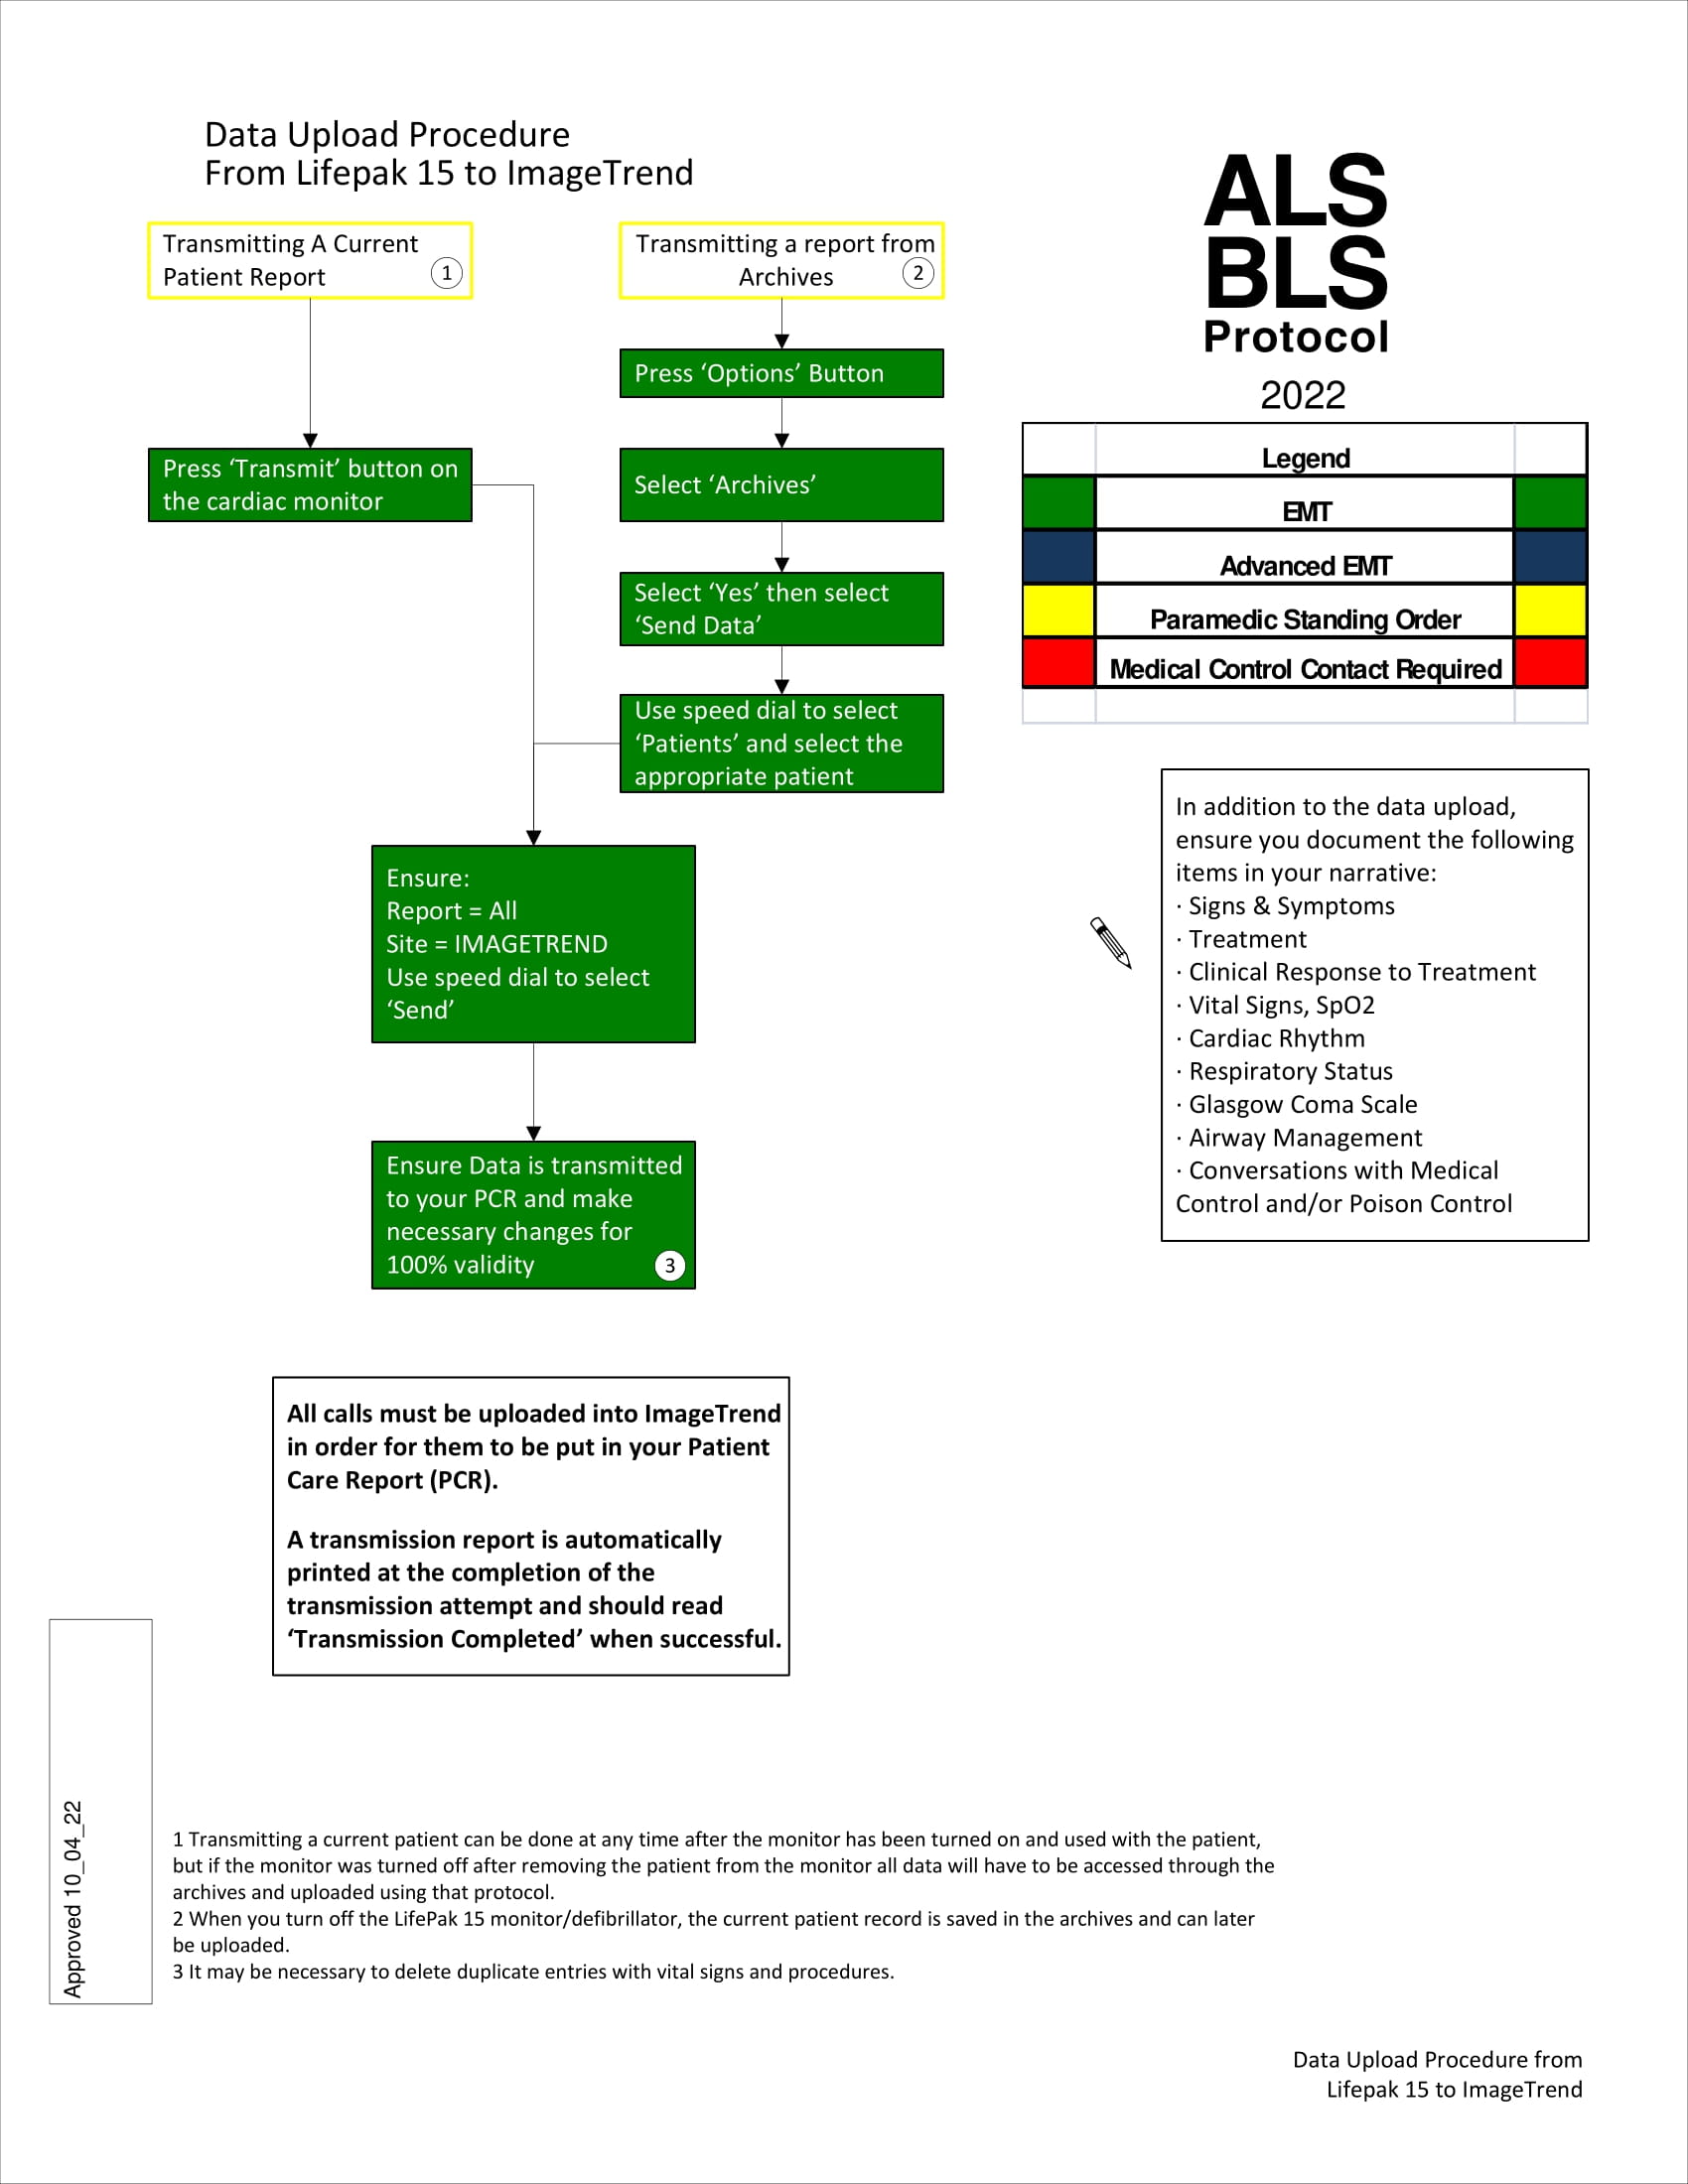 Data Upload Procedure
From Lifepak 15 to ImageTrend
Transmitting A Current
Patient Report
1
Transmitting a report from
Archives
2
Press ‘Options’ Button
Press ‘Transmit’ button on
the cardiac monitor
Select ‘Archives’
Select ‘Yes’ then select
‘Send Data’
Use speed dial to select
‘Patients’ and select the
appropriate patient
Ensure:
Report = All
Site = IMAGETREND
Use speed dial to select
‘Send’
Ensure Data is transmitted
to your PCR and make
necessary changes for
100% validity
3
ALS
BLS
Protocol
2022
Legend
EMT
Advanced EMT
Paramedic Standing Order
Medical Control Contact Required
In addition to the data upload,
ensure you document the following
items in your narrative:
· Signs & Symptoms
· Treatment
· Clinical Response to Treatment
· Vital Signs, SpO2
· Cardiac Rhythm
· Respiratory Status
· Glasgow Coma Scale
· Airway Management
· Conversations with Medical
Control and/or Poison Control
All calls must be uploaded into ImageTrend
in order for them to be put in your Patient
Care Report (PCR).
A transmission report is automatically
printed at the completion of the
transmission attempt and should read
‘Transmission Completed’ when successful.
Approved 10_04_22
1 Transmitting a current patient can be done at any time after the monitor has been turned on and used with the patient,
but if the monitor was turned off after removing the patient from the monitor all data will have to be accessed through the
archives and uploaded using that protocol.
2 When you turn off the LifePak 15 monitor/defibrillator, the current patient record is saved in the archives and can later
be uploaded.
3 It may be necessary to delete duplicate entries with vital signs and procedures.
Data Upload Procedure from
Lifepak 15 to ImageTrend